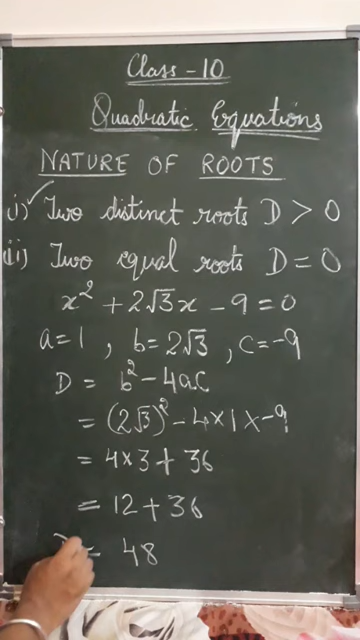 Class - 10
Quadratic Equations
NATURE OF ROOTS
i) Two distinct roots D > 0
ii) Two equal roots D = 0
x² + 2√3x - 9 = 0
a = 1 , b = 2√3 , c = -9
D = b² - 4ac
= (2√3)² - 4 × 1 × -9
= 4 × 3 + 36
= 12 + 36
= 48